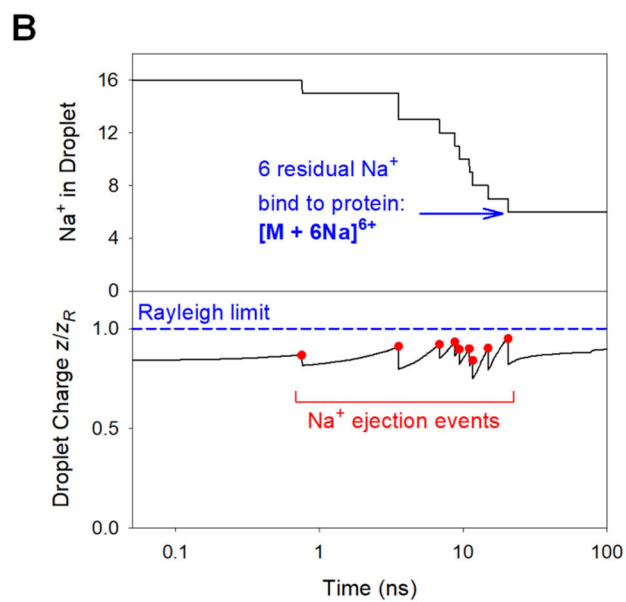 B
Na⁺ in Droplet
16
12
8
4
0
6 residual Na⁺
bind to protein:
[M + 6Na]⁶⁺
Droplet Charge z/z_R
Rayleigh limit
1.0
0.5
0.0
Na⁺ ejection events
0.1
1
10
100
Time (ns)